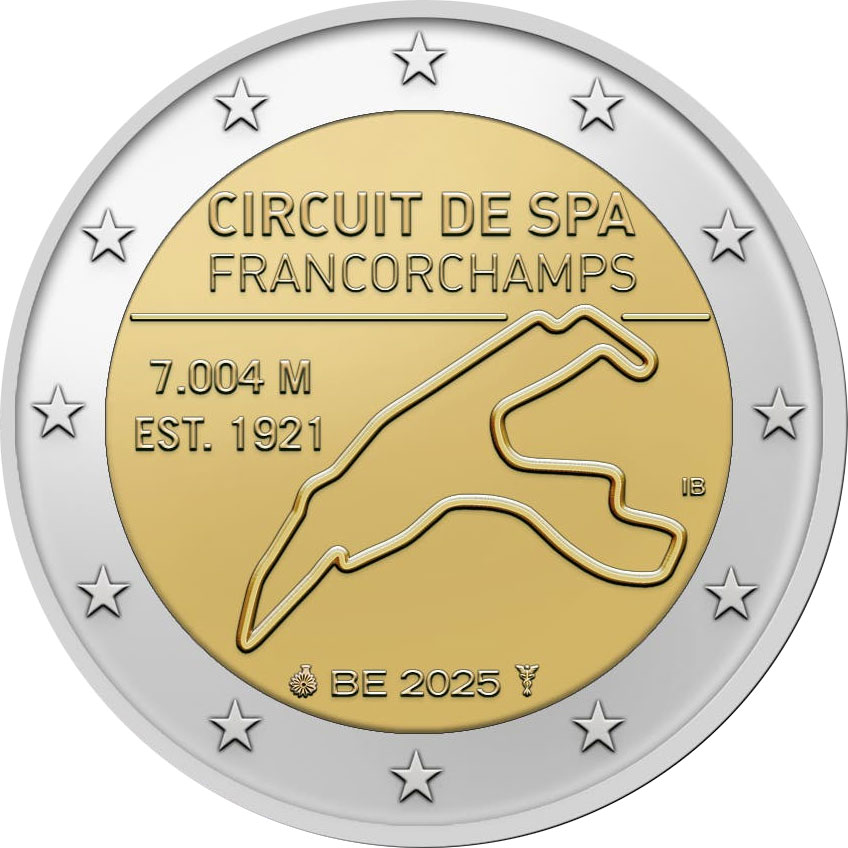 CIRCUIT DE SPA
FRANCORCHAMPS
7.004 M
EST. 1921
IB
BE 2025